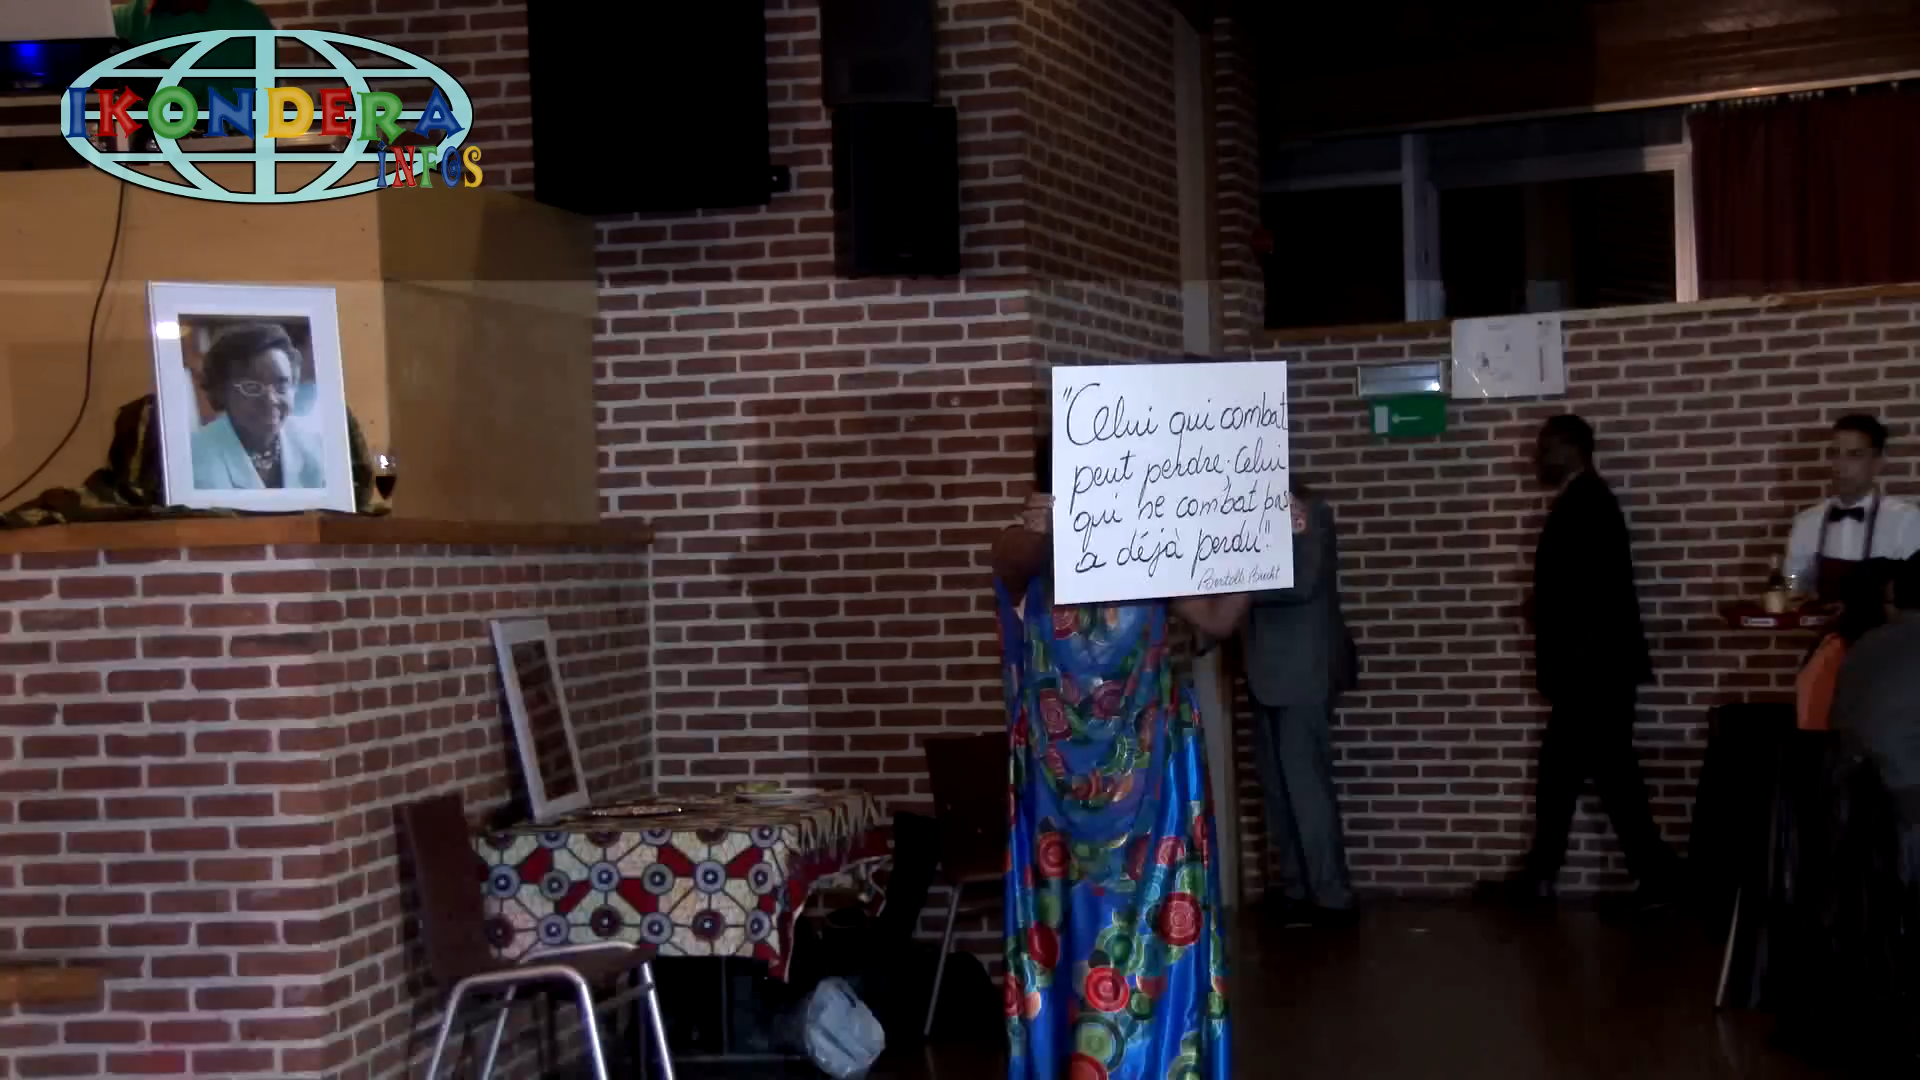 IKONDERA
INFOS
"Celui qui combat
peut perdre; Celui
qui ne combat pas
a déjà perdu".
Bertolt Brecht